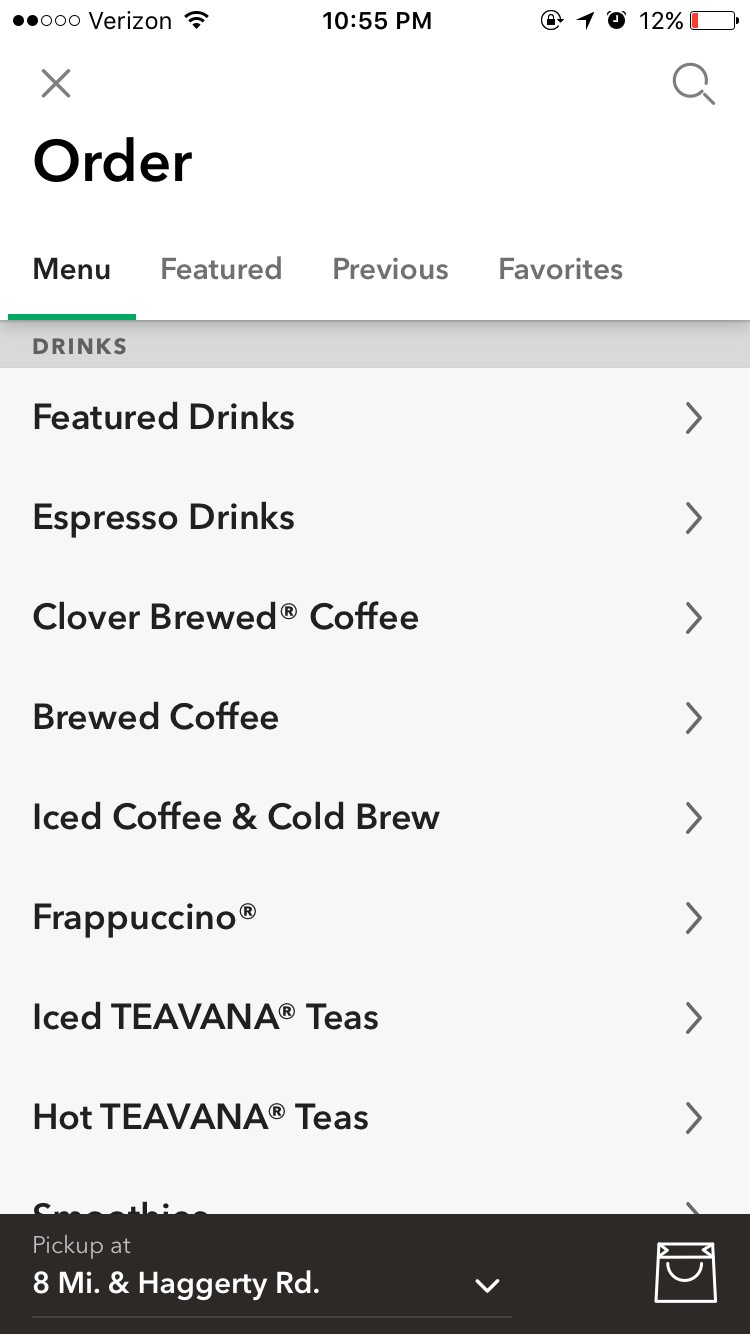 Verizon 10:55 PM 12%
Order
Menu Featured Previous Favorites
DRINKS
Featured Drinks
Espresso Drinks
Clover Brewed® Coffee
Brewed Coffee
Iced Coffee & Cold Brew
Frappuccino®
Iced TEAVANA® Teas
Hot TEAVANA® Teas
Smoothies
Pickup at
8 Mi. & Haggerty Rd.